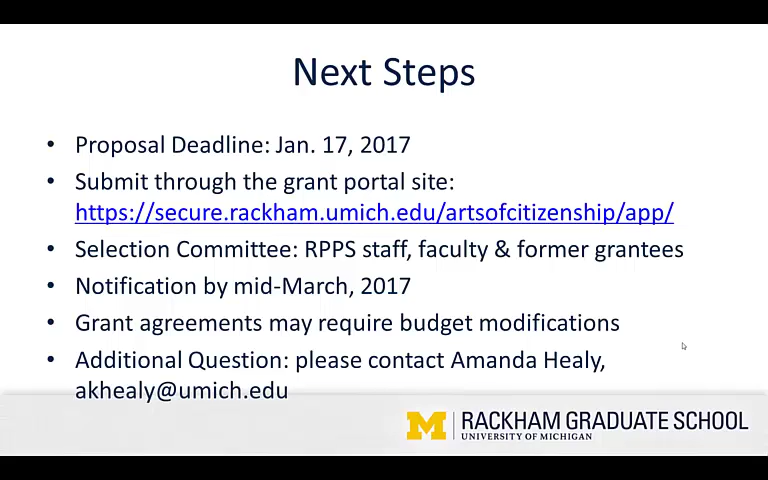 Next Steps
• Proposal Deadline: Jan. 17, 2017
• Submit through the grant portal site:
https://secure.rackham.umich.edu/artsofcitizenship/app/
• Selection Committee: RPPS staff, faculty & former grantees
• Notification by mid-March, 2017
• Grant agreements may require budget modifications
• Additional Question: please contact Amanda Healy,
akhealy@umich.edu
M RACKHAM GRADUATE SCHOOL
UNIVERSITY OF MICHIGAN